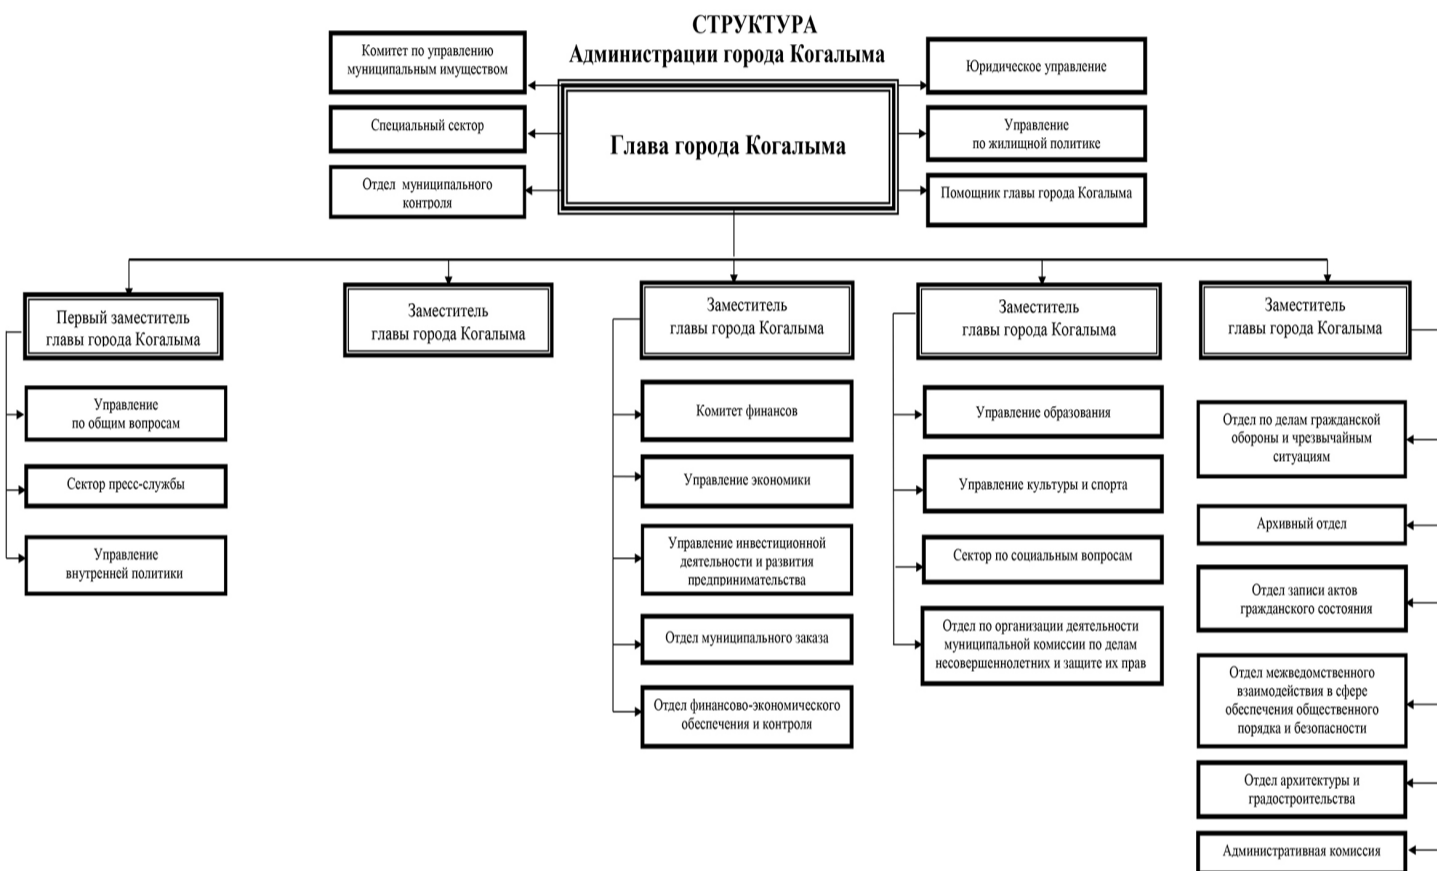 СТРУКТУРА
Администрации города Когалыма
Комитет по управлению
муниципальным имуществом
Специальный сектор
Отдел муниципального
контроля
Глава города Когалыма
Юридическое управление
Управление
по жилищной политике
Помощник главы города Когалыма
Первый заместитель
главы города Когалыма
Управление
по общим вопросам
Сектор пресс-службы
Управление
внутренней политики
Заместитель
главы города Когалыма
Заместитель
главы города Когалыма
Комитет финансов
Управление экономики
Управление инвестиционной
деятельности и развития
предпринимательства
Отдел муниципального заказа
Отдел финансово-экономического
обеспечения и контроля
Заместитель
главы города Когалыма
Управление образования
Управление культуры и спорта
Сектор по социальным вопросам
Отдел по организации деятельности
муниципальной комиссии по делам
несовершеннолетних и защите их прав
Заместитель
главы города Когалыма
Отдел по делам гражданской
обороны и чрезвычайным
ситуациям
Архивный отдел
Отдел записи актов
гражданского состояния
Отдел межведомственного
взаимодействия в сфере
обеспечения общественного
порядка и безопасности
Отдел архитектуры и
градостроительства
Административная комиссия